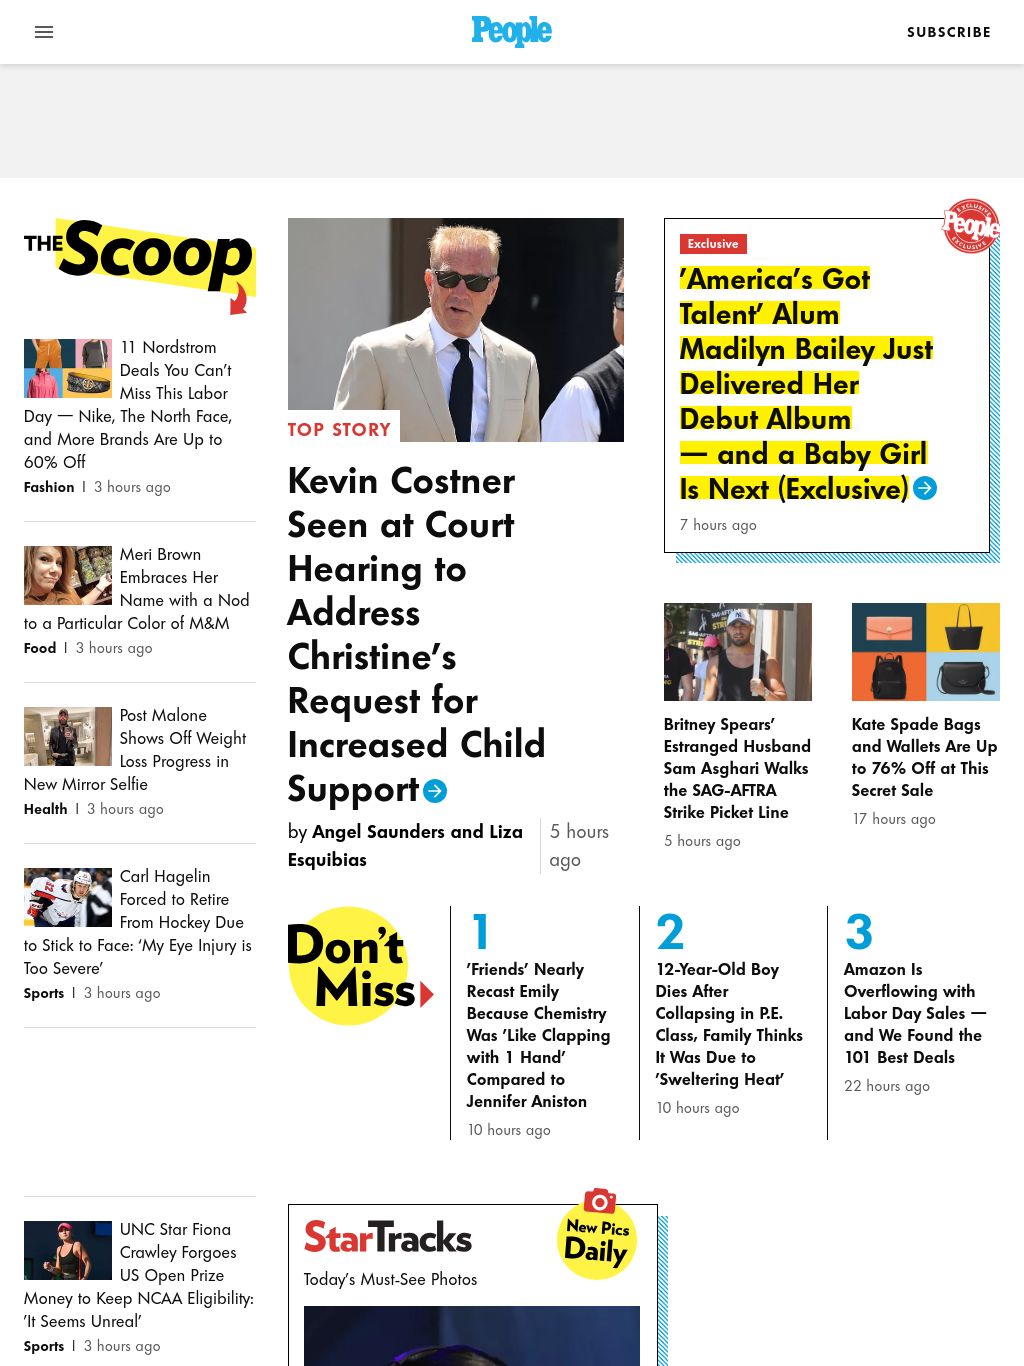 People
SUBSCRIBE
THE Scoop
11 Nordstrom
Deals You Can't
Miss This Labor
Day — Nike, The North Face,
and More Brands Are Up to
60% Off
Fashion | 3 hours ago
Meri Brown
Embraces Her
Name with a Nod
to a Particular Color of M&M
Food | 3 hours ago
Post Malone
Shows Off Weight
Loss Progress in
New Mirror Selfie
Health | 3 hours ago
Carl Hagelin
Forced to Retire
From Hockey Due
to Stick to Face: 'My Eye Injury is
Too Severe'
Sports | 3 hours ago
UNC Star Fiona
Crawley Forgoes
US Open Prize
Money to Keep NCAA Eligibility:
'It Seems Unreal'
Sports | 3 hours ago
TOP STORY
Kevin Costner
Seen at Court
Hearing to
Address
Christine's
Request for
Increased Child
Support
by Angel Saunders and Liza
Esquibias
5 hours
ago
EXCLUSIVE
People
EXCLUSIVE
Exclusive
'America's Got
Talent' Alum
Madilyn Bailey Just
Delivered Her
Debut Album
— and a Baby Girl
Is Next (Exclusive)
7 hours ago
Britney Spears'
Estranged Husband
Sam Asghari Walks
the SAG-AFTRA
Strike Picket Line
5 hours ago
Kate Spade Bags
and Wallets Are Up
to 76% Off at This
Secret Sale
17 hours ago
Don't
Miss
1
'Friends' Nearly
Recast Emily
Because Chemistry
Was 'Like Clapping
with 1 Hand'
Compared to
Jennifer Aniston
10 hours ago
2
12-Year-Old Boy
Dies After
Collapsing in P.E.
Class, Family Thinks
It Was Due to
'Sweltering Heat'
10 hours ago
3
Amazon Is
Overflowing with
Labor Day Sales —
and We Found the
101 Best Deals
22 hours ago
StarTracks
New Pics
Daily
Today's Must-See Photos